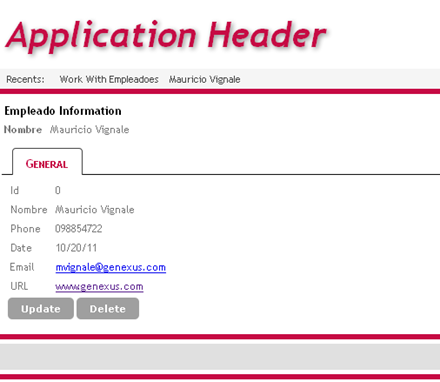 Application Header
Recents: Work With Empleadoes Mauricio Vignale
Empleado Information
Nombre Mauricio Vignale
General
Id 0
Nombre Mauricio Vignale
Phone 098854722
Date 10/20/11
Email mvignale@genexus.com
URL www.genexus.com
Update Delete